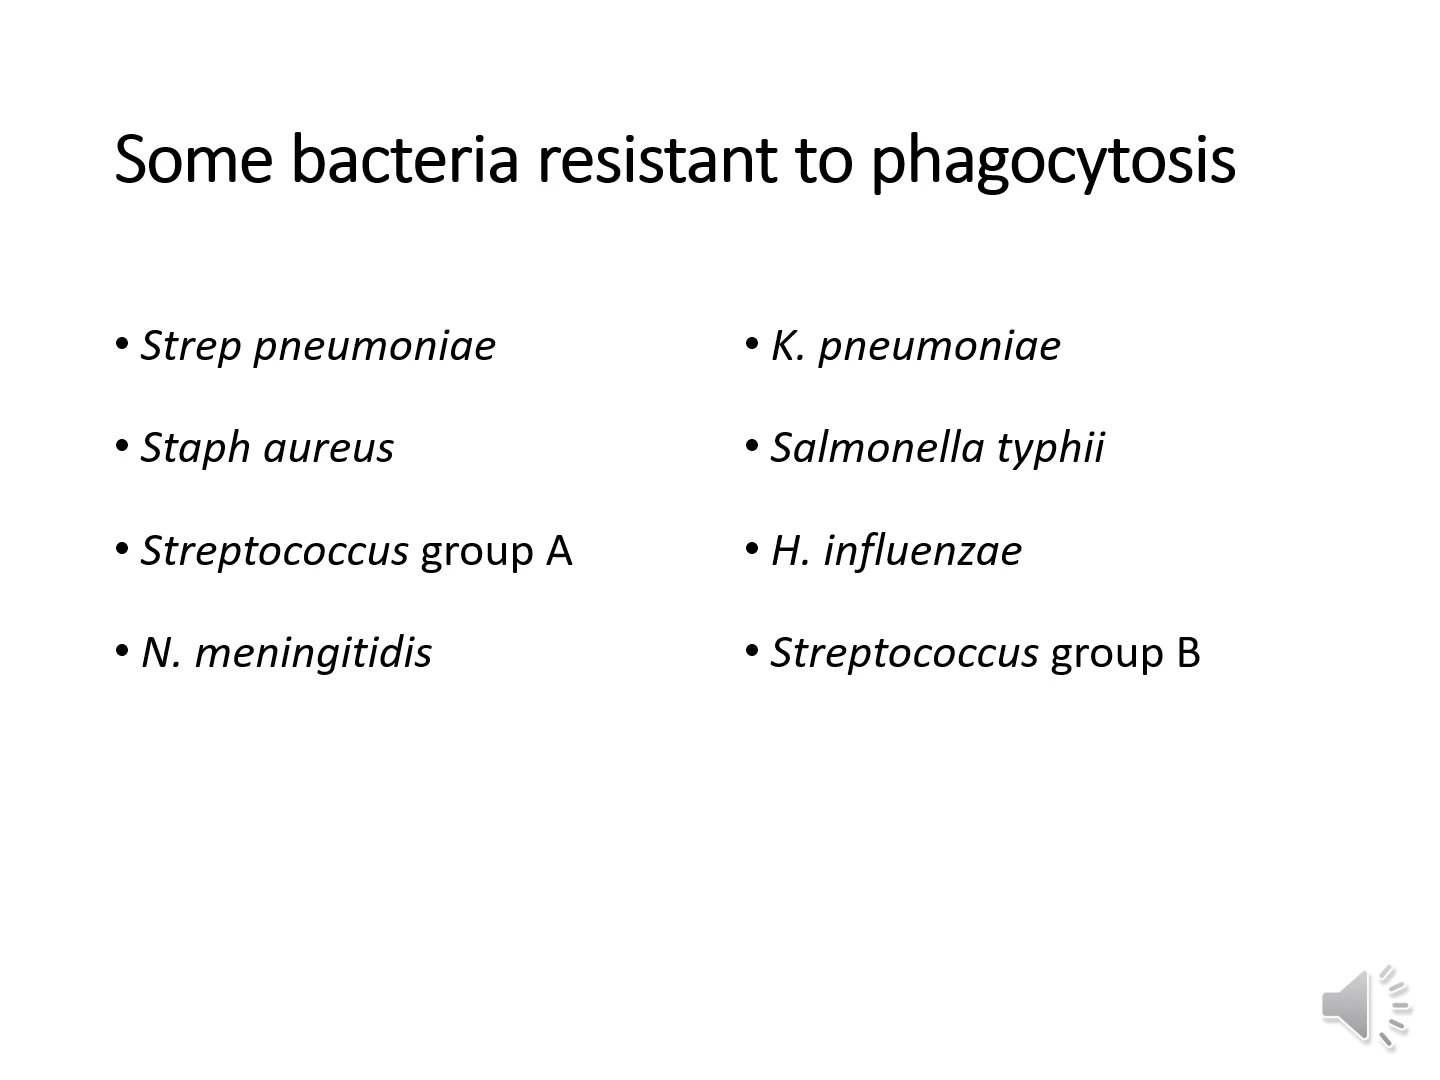 Some bacteria resistant to phagocytosis
• Strep pneumoniae
• Staph aureus
• Streptococcus group A
• N. meningitidis
• K. pneumoniae
• Salmonella typhii
• H. influenzae
• Streptococcus group B